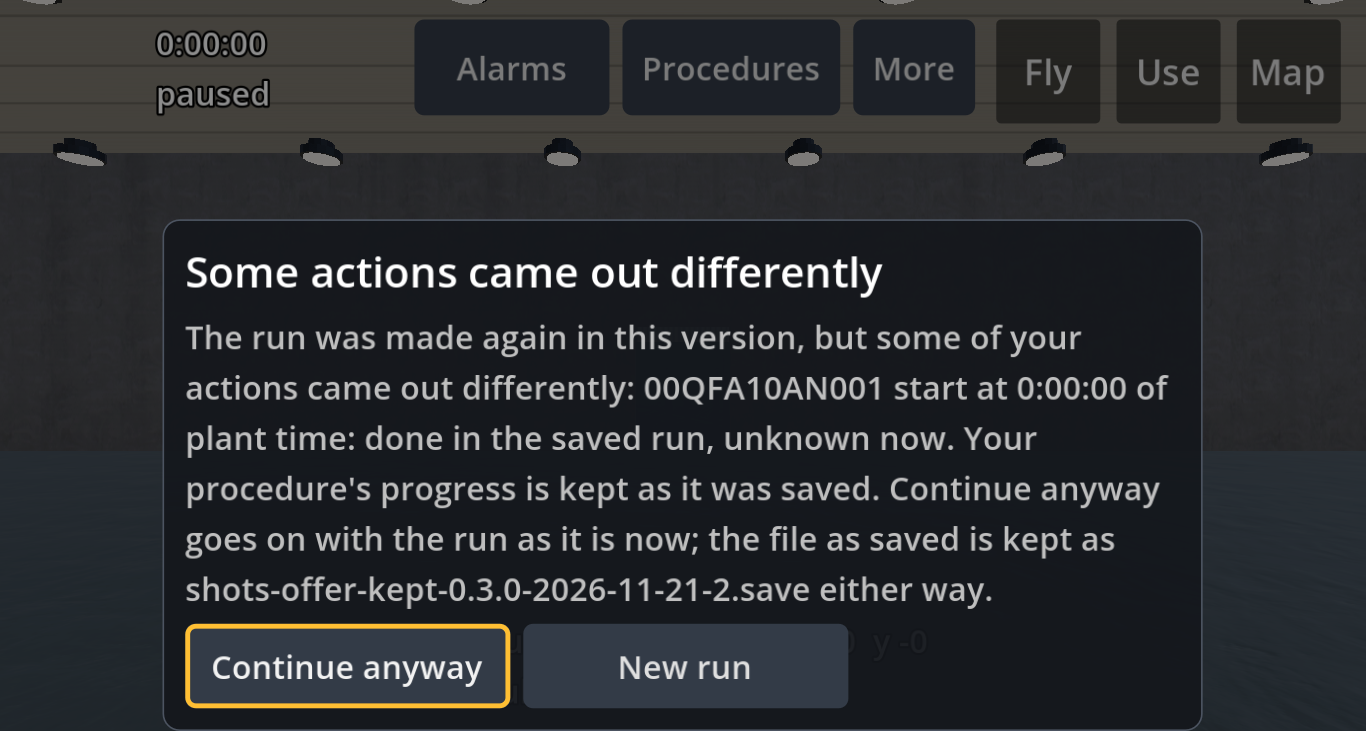 0:00:00
paused
Alarms
Procedures
More
Fly
Use
Map
Some actions came out differently
The run was made again in this version, but some of your
actions came out differently: 00QFA10AN001 start at 0:00:00 of
plant time: done in the saved run, unknown now. Your
procedure's progress is kept as it was saved. Continue anyway
goes on with the run as it is now; the file as saved is kept as
shots-offer-kept-0.3.0-2026-11-21-2.save either way.
y -0
Continue anyway
New run